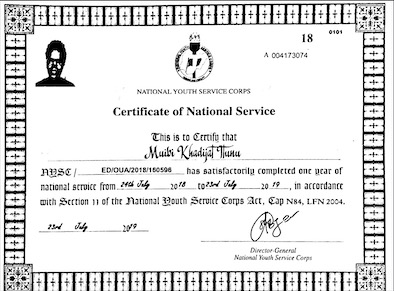 18
0101
A 004173074
NATIONAL YOUTH SERVICE CORPS
Certificate of National Service
This is to Certify that
Muibi Khadijat
NYSC/ ED/OUA/2018/160596 has satisfactorily completed one year of
national service from 24th July 2018 to 23rd July 2019, in accordance
with Section 11 of the National Youth Service Corps Act, Cap N84, LFN 2004.
23rd July 2019
Director-General
National Youth Service Corps